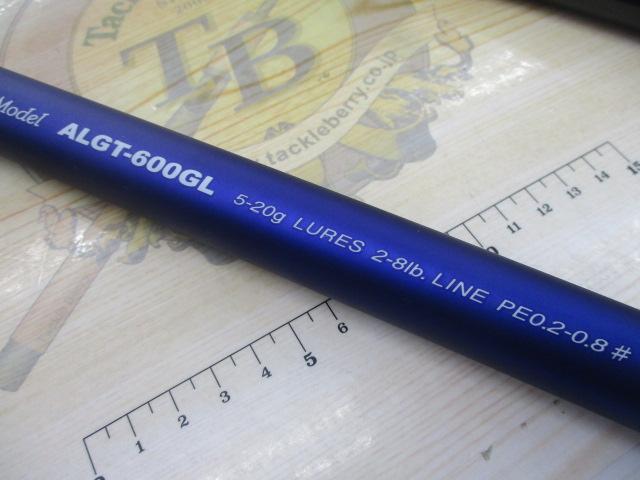 Tackle
TB
tackleberry.co.jp
Model ALGT-600GL 5-20g LURES 2-8lb. LINE PE0.2-0.8#
11 12 13 14 15
1 2 3 4 5 6